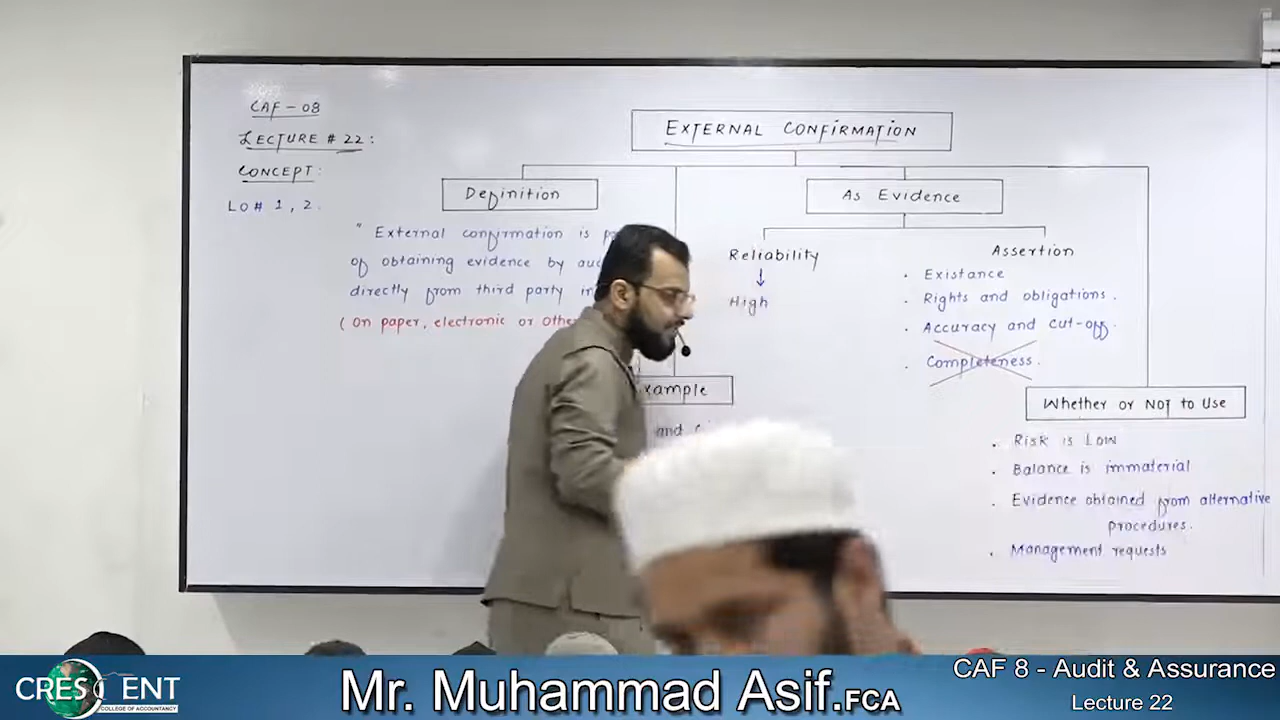 CAF - 08
LECTURE # 22 :
CONCEPT :
LO# 1, 2.
EXTERNAL CONFIRMATION
Definition
" External confirmation is
of obtaining evidence by
directly from third party
( On paper, electronic or
Example
and
As Evidence
Reliability
↓
High
Assertion
. Existance
. Rights and obligations.
. Accuracy and cut-off.
. Completeness.
Whether or NOT to Use
. Risk is Low
. Balance is immaterial
. Evidence obtained from alternative
procedures.
. Management requests
CRESCENT
COLLEGE OF ACCOUNTANCY
Mr. Muhammad Asif.FCA
CAF 8 - Audit & Assurance
Lecture 22